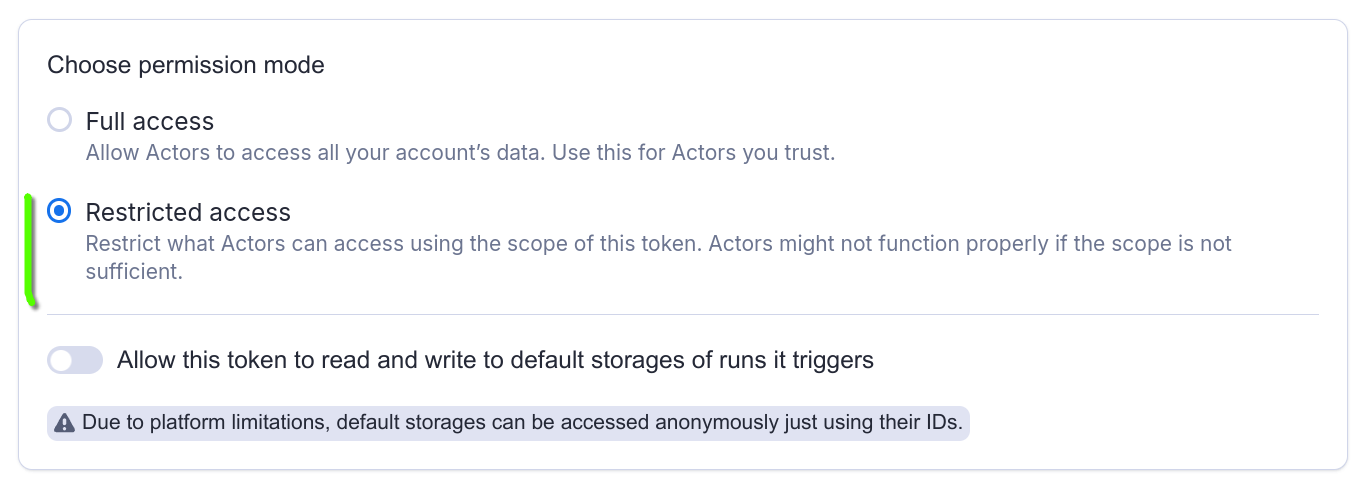 Choose permission mode
Full access
Allow Actors to access all your account’s data. Use this for Actors you trust.
Restricted access
Restrict what Actors can access using the scope of this token. Actors might not function properly if the scope is not
sufficient.
Allow this token to read and write to default storages of runs it triggers
Due to platform limitations, default storages can be accessed anonymously just using their IDs.